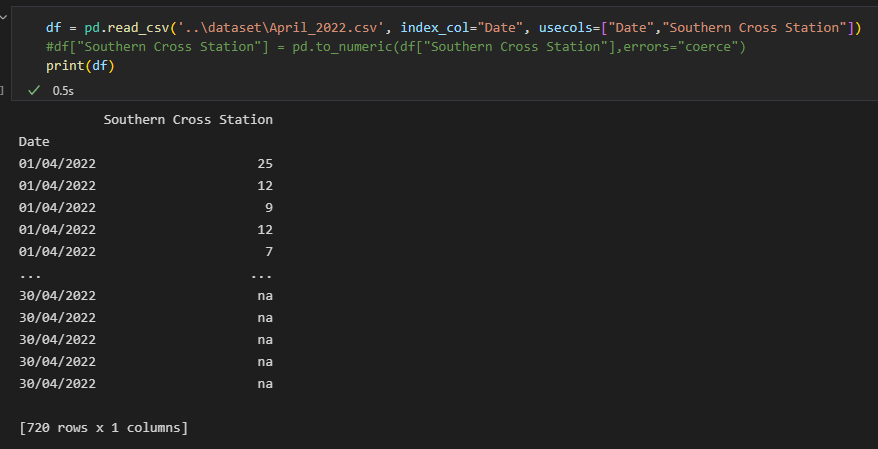 df = pd.read_csv('..\dataset\April_2022.csv', index_col="Date", usecols=["Date","Southern Cross Station"])
#df["Southern Cross Station"] = pd.to_numeric(df["Southern Cross Station"],errors="coerce")
print(df)
] ✓ 0.5s
Southern Cross Station
Date
01/04/2022 25
01/04/2022 12
01/04/2022 9
01/04/2022 12
01/04/2022 7
... ...
30/04/2022 na
30/04/2022 na
30/04/2022 na
30/04/2022 na
30/04/2022 na
[720 rows x 1 columns]